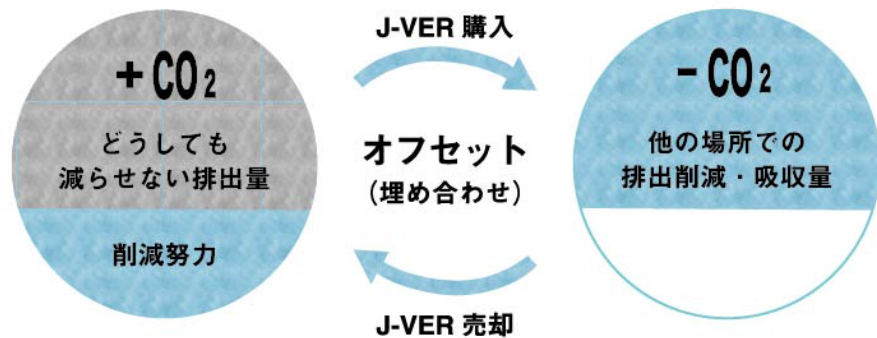 +CO₂
どうしても
減らせない排出量
削減努力
J-VER 購入
オフセット
(埋め合わせ)
J-VER 売却
-CO₂
他の場所での
排出削減・吸収量